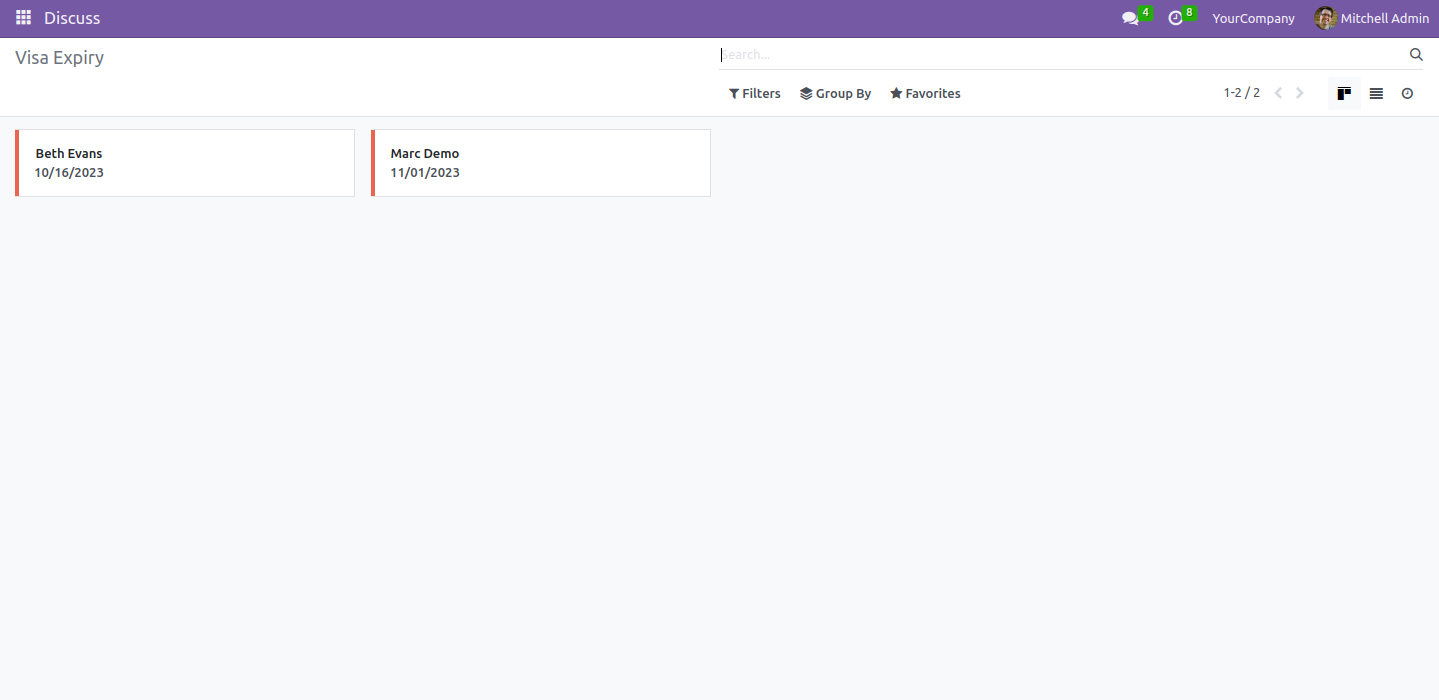 Discuss
4
8
YourCompany
Mitchell Admin
Visa Expiry
Search...
Filters
Group By
Favorites
1-2 / 2
Beth Evans
10/16/2023
Marc Demo
11/01/2023